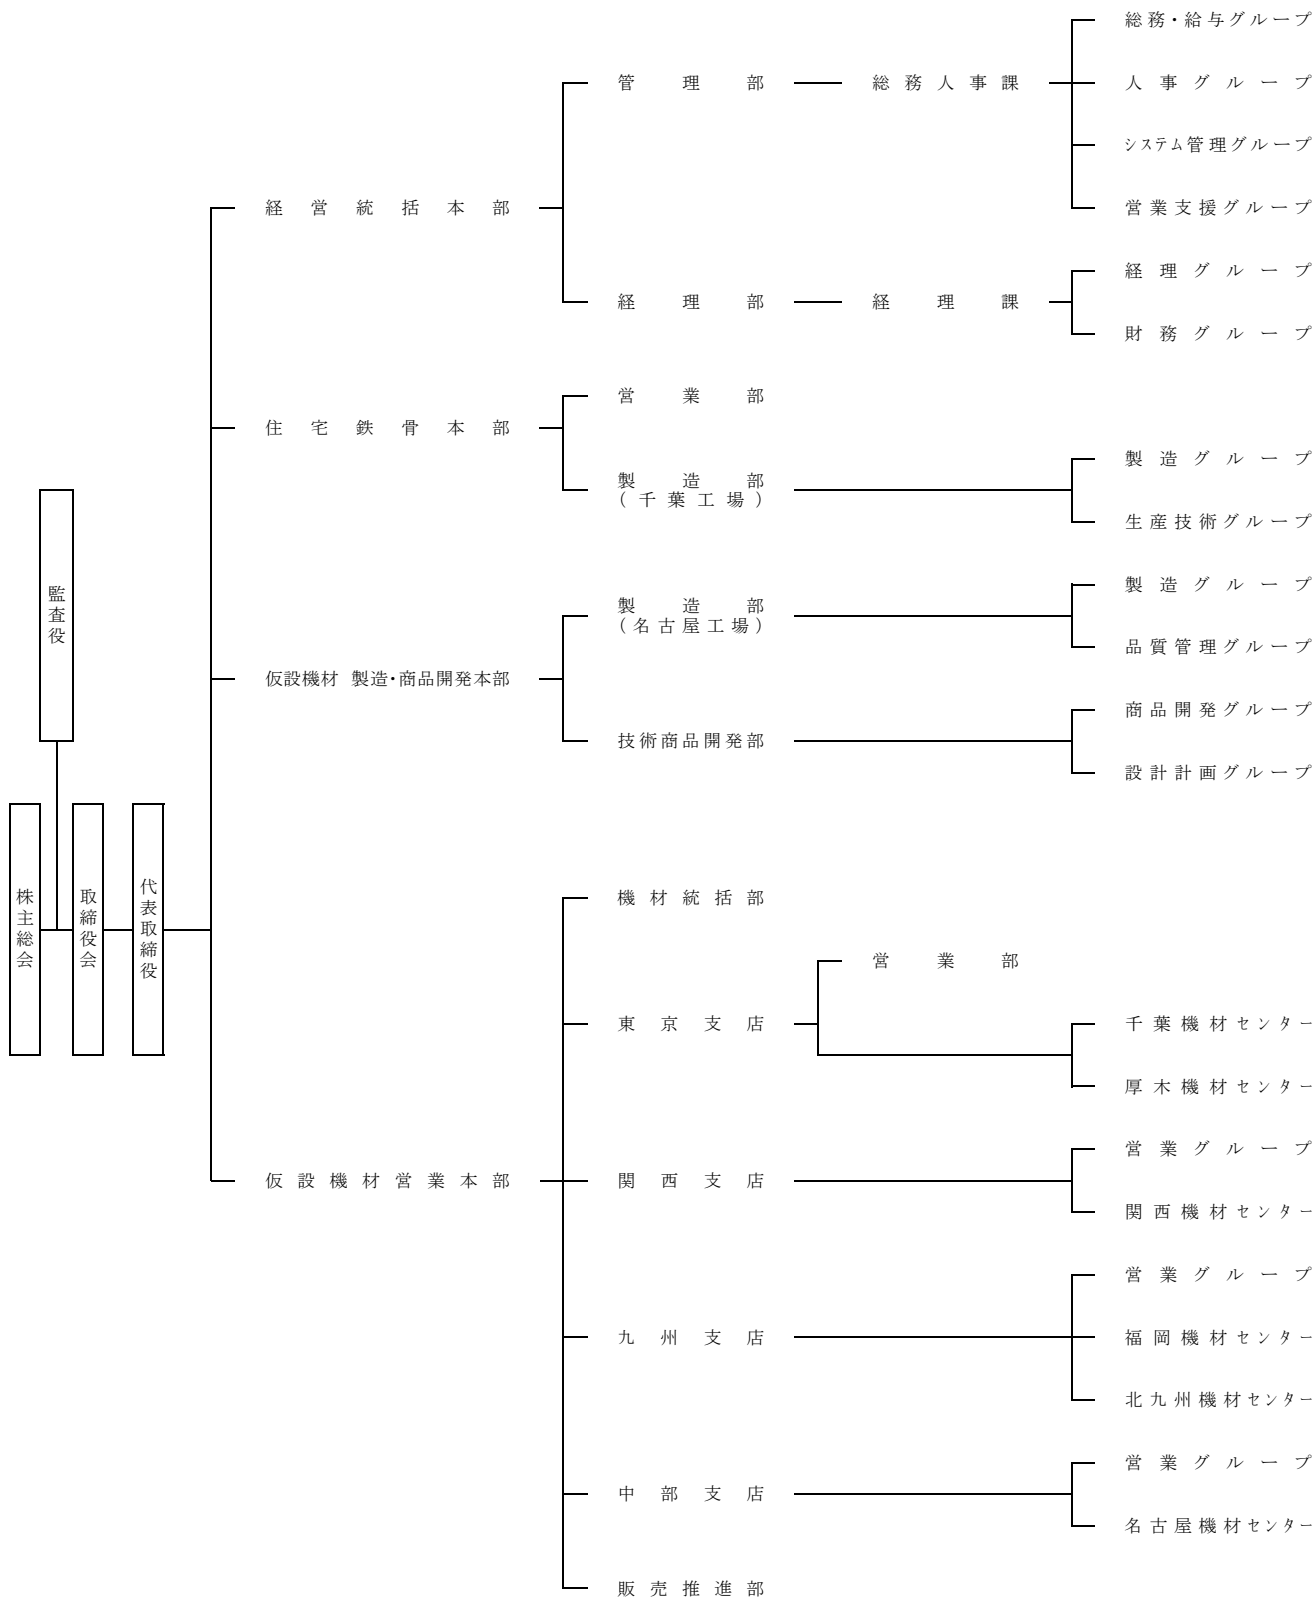 総務・給与グループ
管理部
総務人事課
人事グループ
システム管理グループ
経営統括本部
営業支援グループ
経理グループ
経理部
経理課
財務グループ
営業部
住宅鉄骨本部
製造グループ
製造部
(千葉工場)
生産技術グループ
製造グループ
監査役
製造部
(名古屋工場)
品質管理グループ
仮設機材 製造・商品開発本部
商品開発グループ
技術商品開発部
設計計画グループ
株主総会
取締役会
代表取締役
機材統括部
営業部
東京支店
千葉機材センター
厚木機材センター
営業グループ
仮設機材営業本部
関西支店
関西機材センター
営業グループ
九州支店
福岡機材センター
北九州機材センター
営業グループ
中部支店
名古屋機材センター
販売推進部